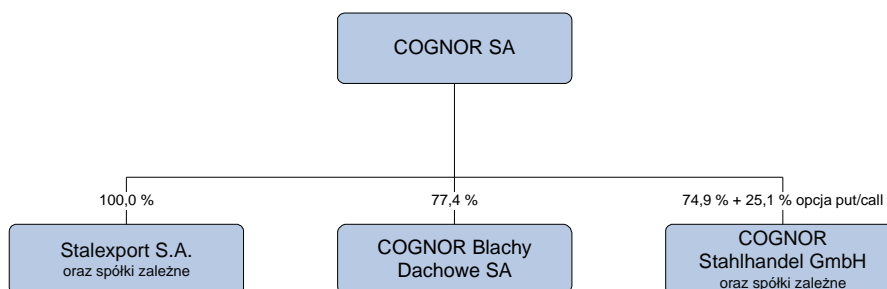 COGNOR SA
100,0 %
77,4 %
74,9 % + 25,1 % opcja put/call
Stalexport S.A.
oraz spółki zależne
COGNOR Blachy
Dachowe SA
COGNOR
Stahlhandel GmbH
oraz spółki zależne